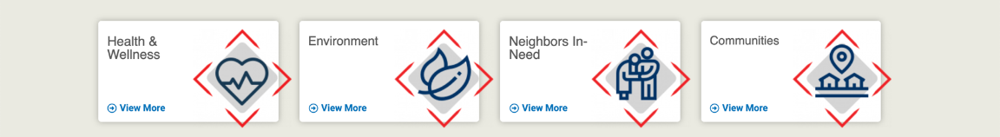 Health &
Wellness
View More
Environment
View More
Neighbors In-
Need
View More
Communities
View More